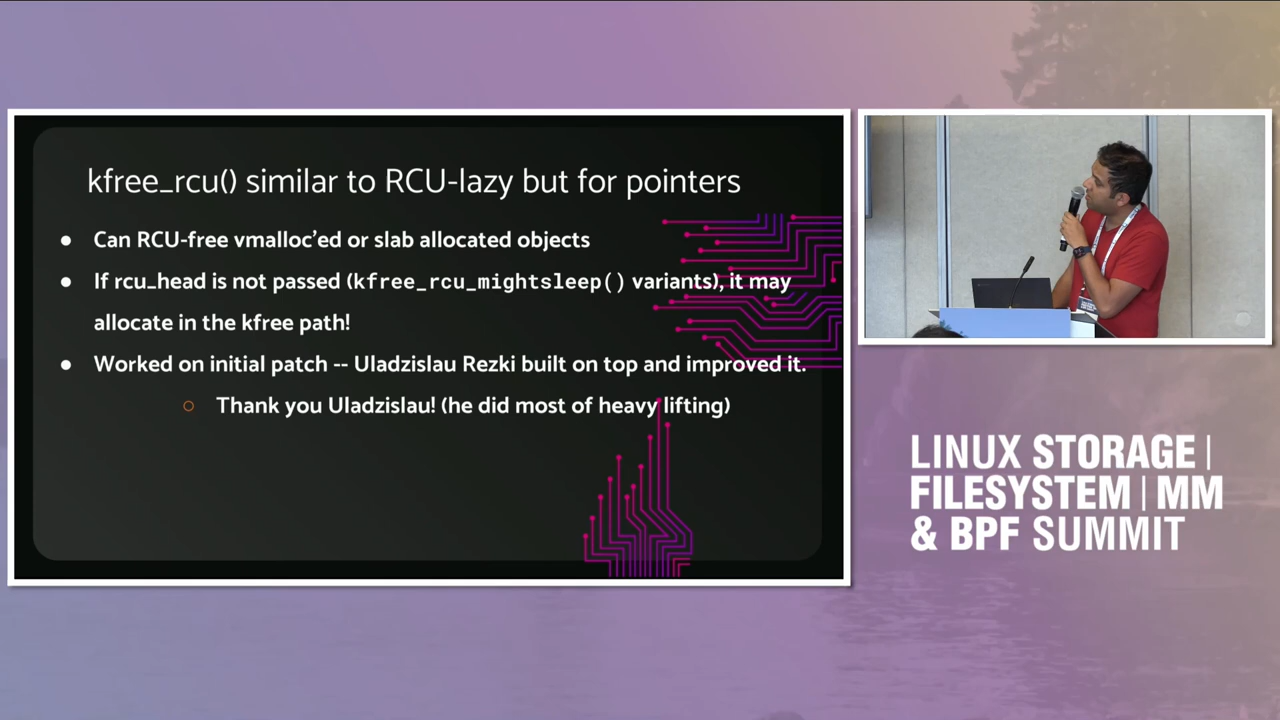 kfree_rcu() similar to RCU-lazy but for pointers
● Can RCU-free vmalloc'ed or slab allocated objects
● If rcu_head is not passed (kfree_rcu_mightsleep() variants), it may
allocate in the kfree path!
● Worked on initial patch -- Uladzislau Rezki built on top and improved it.
○ Thank you Uladzislau! (he did most of heavy lifting)
LINUX STORAGE |
FILESYSTEM | MM
& BPF SUMMIT